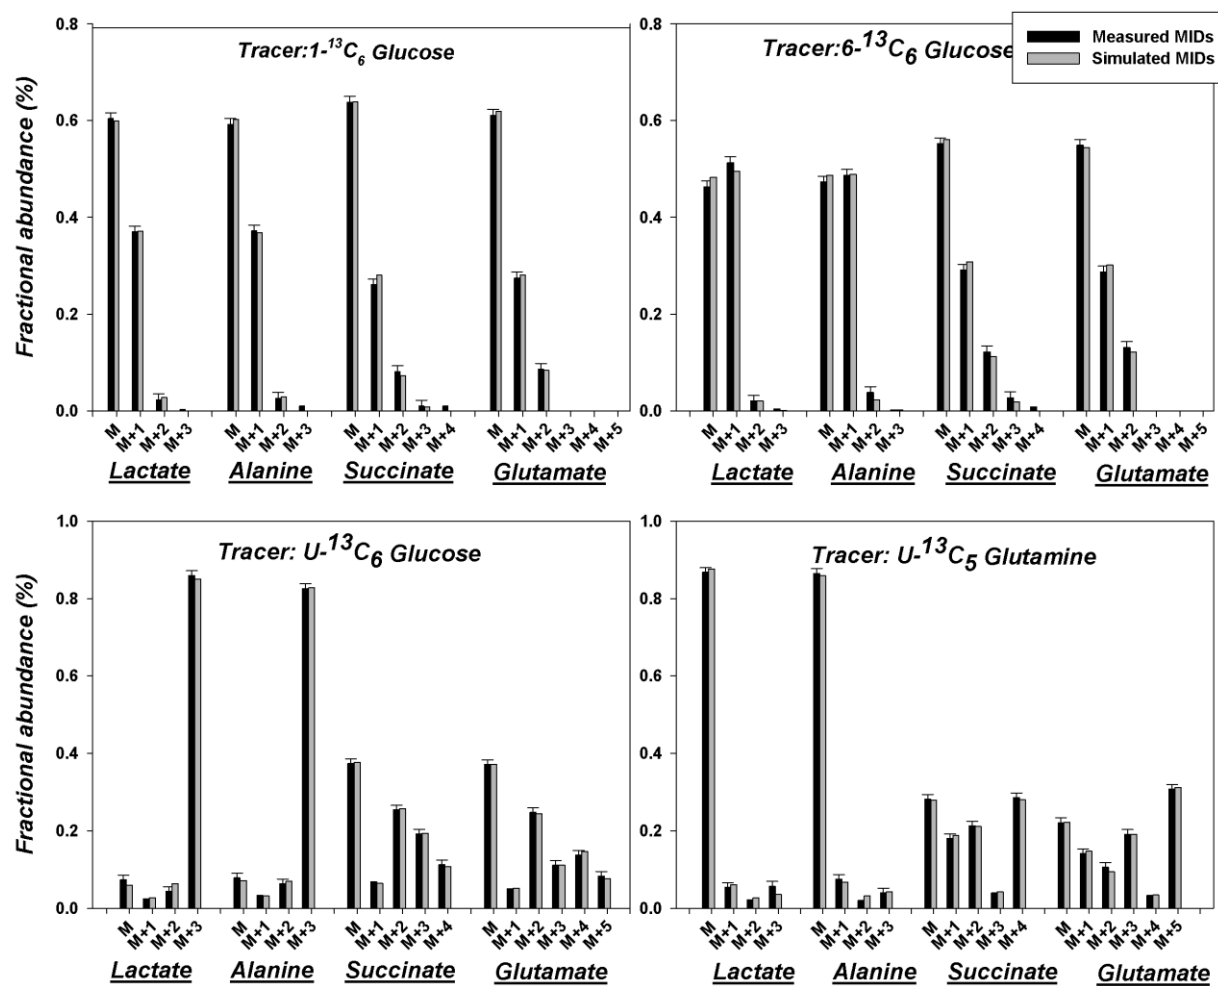 Measured MIDs
Simulated MIDs
Fractional abundance (%)
0.8
0.6
0.4
0.2
0.0
Tracer:1-13C6 Glucose
M M+1 M+2 M+3 M M+1 M+2 M+3 M M+1 M+2 M+3 M+4 M M+1 M+2 M+3 M+4 M+5
Lactate Alanine Succinate Glutamate
0.8
0.6
0.4
0.2
0.0
Tracer:6-13C6 Glucose
M M+1 M+2 M+3 M M+1 M+2 M+3 M M+1 M+2 M+3 M+4 M M+1 M+2 M+3 M+4 M+5
Lactate Alanine Succinate Glutamate
Fractional abundance (%)
1.0
0.8
0.6
0.4
0.2
0.0
Tracer: U-13C6 Glucose
M M+1 M+2 M+3 M M+1 M+2 M+3 M M+1 M+2 M+3 M+4 M M+1 M+2 M+3 M+4 M+5
Lactate Alanine Succinate Glutamate
1.0
0.8
0.6
0.4
0.2
0.0
Tracer: U-13C5 Glutamine
M M+1 M+2 M+3 M M+1 M+2 M+3 M M+1 M+2 M+3 M+4 M M+1 M+2 M+3 M+4 M+5
Lactate Alanine Succinate Glutamate